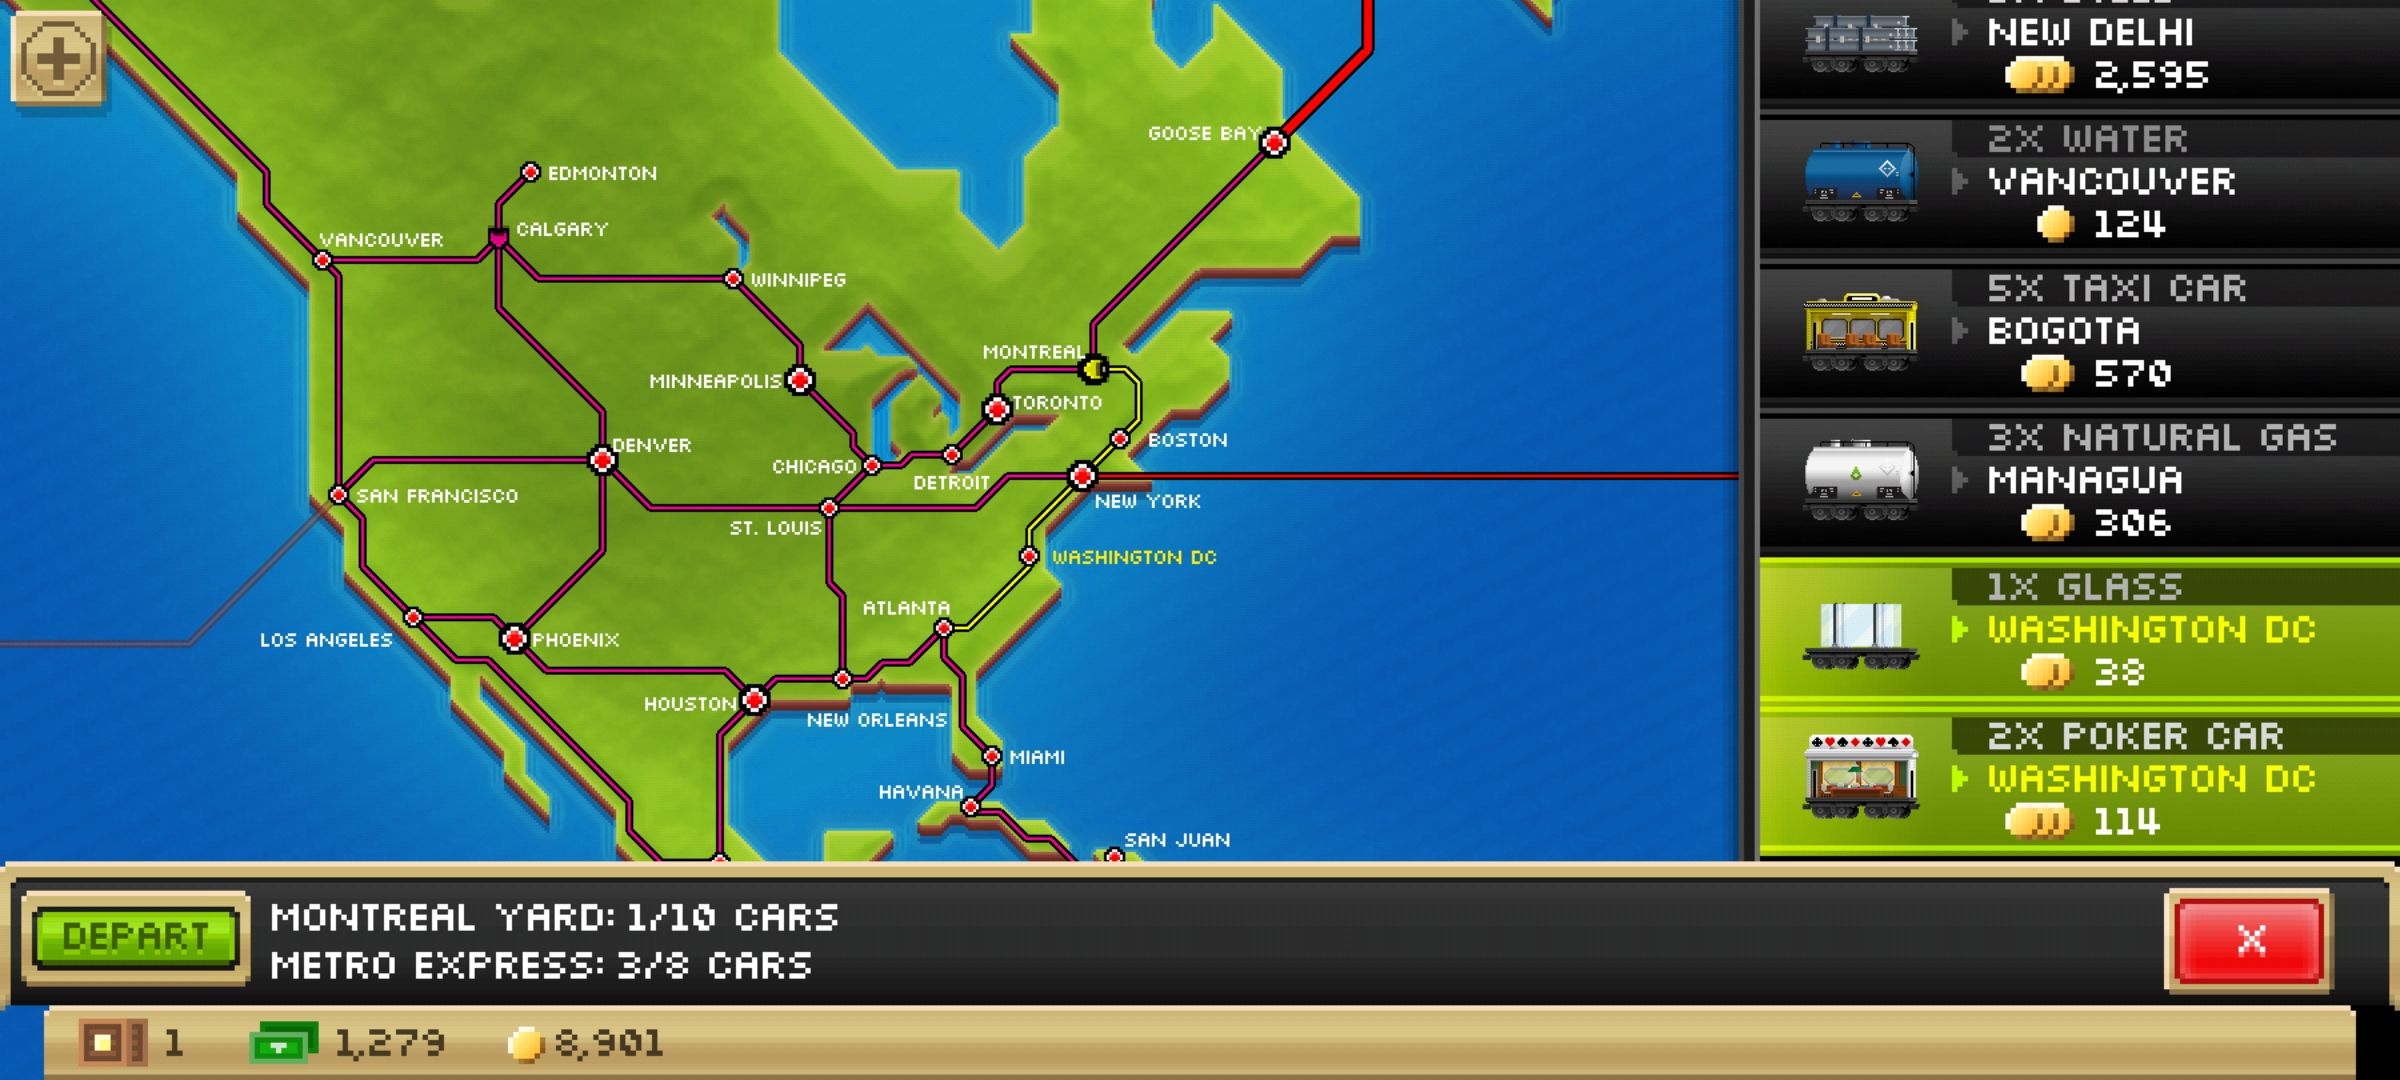 NEW DELHI
2,595
2X WATER
VANCOUVER
124
5X TAXI CAR
BOGOTA
570
3X NATURAL GAS
MANAGUA
306
1X GLASS
WASHINGTON DC
38
2X POKER CAR
WASHINGTON DC
114
GOOSE BAY
EDMONTON
CALGARY
VANCOUVER
WINNIPEG
MONTREAL
MINNEAPOLIS
TORONTO
BOSTON
DENVER
CHICAGO
DETROIT
SAN FRANCISCO
NEW YORK
ST. LOUIS
WASHINGTON DC
ATLANTA
LOS ANGELES
PHOENIX
HOUSTON
NEW ORLEANS
MIAMI
HAVANA
SAN JUAN
DEPART
MONTREAL YARD: 1/10 CARS
METRO EXPRESS: 3/8 CARS
X
1
1,279
8,901